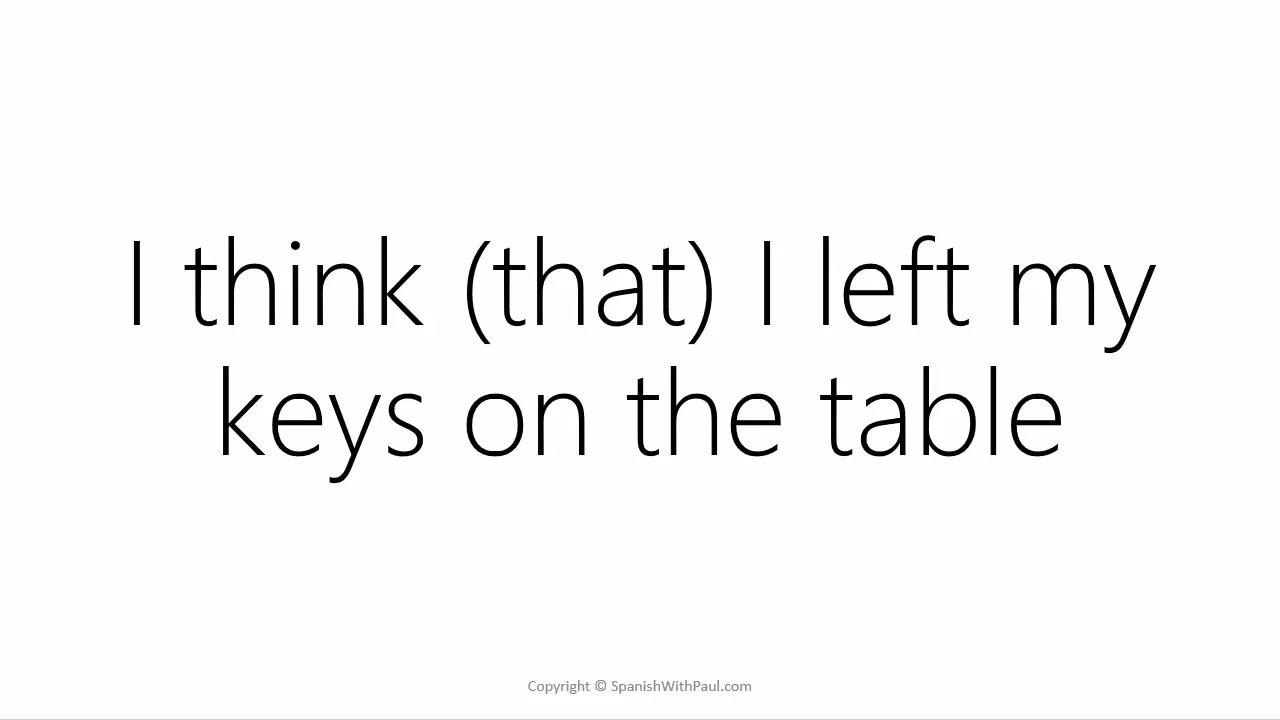 I think (that) I left my
keys on the table
Copyright © SpanishWithPaul.com